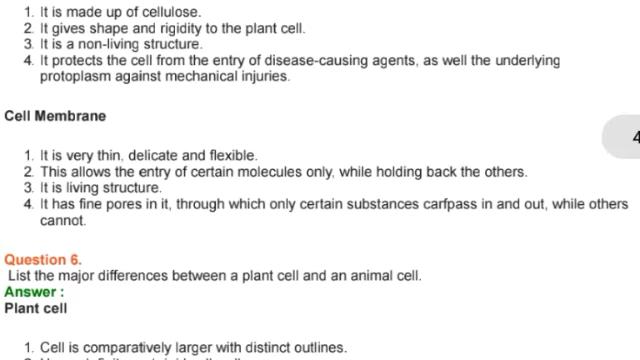 1. It is made up of cellulose.
2. It gives shape and rigidity to the plant cell.
3. It is a non-living structure.
4. It protects the cell from the entry of disease-causing agents, as well the underlying
protoplasm against mechanical injuries.
Cell Membrane
4
1. It is very thin, delicate and flexible.
2. This allows the entry of certain molecules only, while holding back the others.
3. It is living structure.
4. It has fine pores in it, through which only certain substances carfpass in and out, while others
cannot.
Question 6.
List the major differences between a plant cell and an animal cell.
Answer :
Plant cell
1. Cell is comparatively larger with distinct outlines.